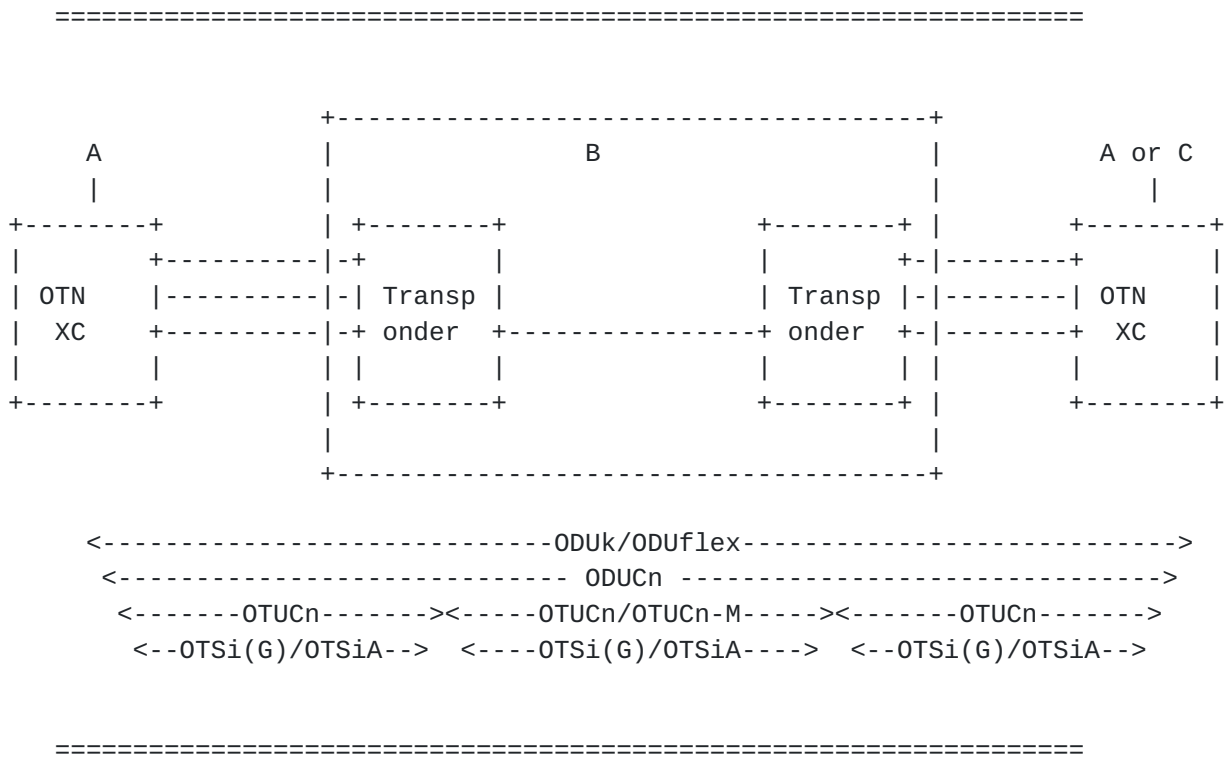 ==================================================================
+--------------------------------------+
A | B | A or C
| | | |
+--------+ | +--------+ +--------+ | +--------+
| +----------|-+ | | +-|--------+ |
| OTN |----------|-| Transp | | Transp |-|--------| OTN |
| XC +----------|-+ onder +----------------+ onder +-|--------+ XC |
| | | | | | | | | |
+--------+ | +--------+ +--------+ | +--------+
| |
+--------------------------------------+
<-----------------------------ODUk/ODUflex---------------------------->
<----------------------------- ODUCn ------------------------------->
<-------OTUCn-------><-----OTUCn/OTUCn-M-----><-------OTUCn------->
<--OTSi(G)/OTSiA--> <----OTSi(G)/OTSiA----> <--OTSi(G)/OTSiA-->
==================================================================